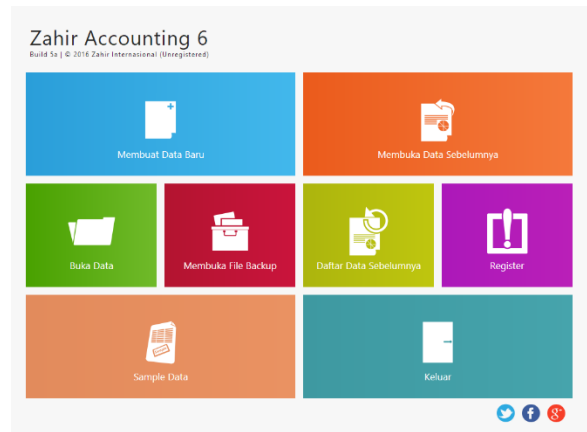 Zahir Accounting 6
Build 5a | © 2016 Zahir Internasional (Unregistered)
Membuat Data Baru
Membuka Data Sebelumnya
Buka Data
Membuka File Backup
Daftar Data Sebelumnya
Register
Sample Data
Keluar